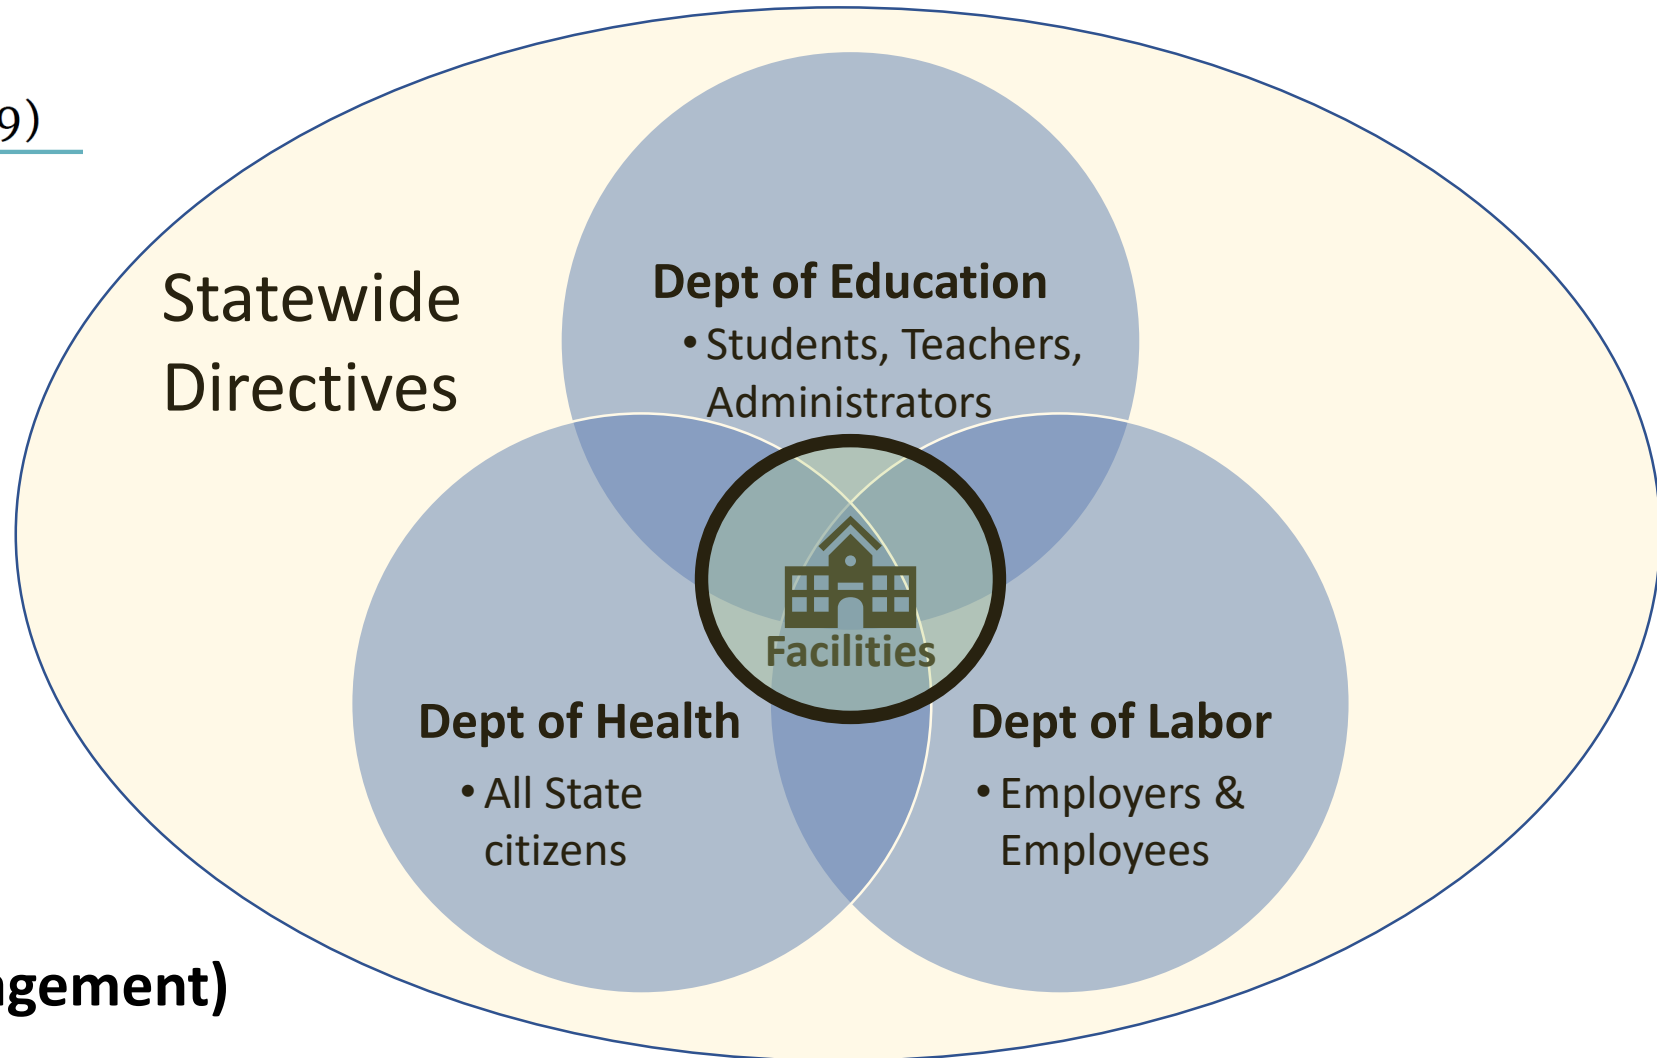 9)
Statewide
Directives
Dept of Education
• Students, Teachers,
Administrators
Facilities
Dept of Health
• All State
citizens
Dept of Labor
• Employers &
Employees
gement)